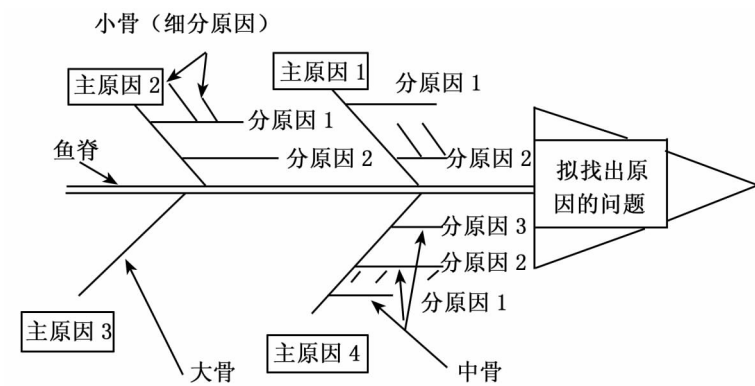 小骨（细分原因）
主原因 2
主原因 1
分原因 1
分原因 1
鱼脊
分原因 2
分原因 2
拟找出原
因的问题
分原因 3
分原因 2
分原因 1
主原因 3
主原因 4
大骨
中骨